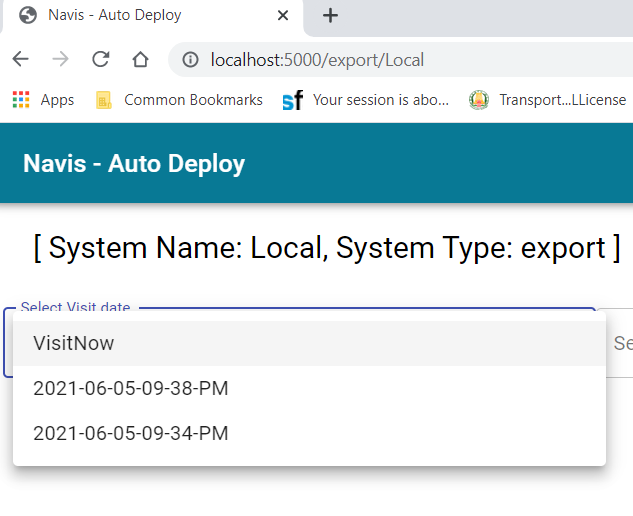 Navis - Auto Deploy
localhost:5000/export/Local
Apps Common Bookmarks sf Your session is abo... Transport...LLicense
Navis - Auto Deploy
[ System Name: Local, System Type: export ]
Select Visit date
Se
VisitNow
2021-06-05-09-38-PM
2021-06-05-09-34-PM